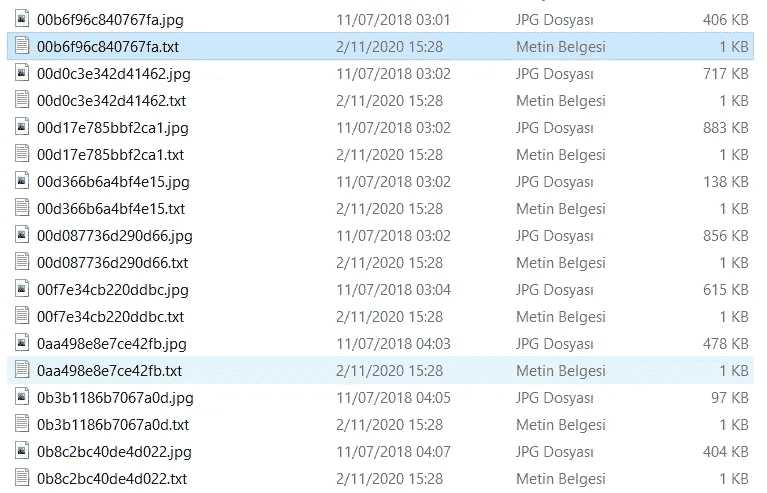 00b6f96c840767fa.jpg 11/07/2018 03:01 JPG Dosyası 406 KB
00b6f96c840767fa.txt 2/11/2020 15:28 Metin Belgesi 1 KB
00d0c3e342d41462.jpg 11/07/2018 03:02 JPG Dosyası 717 KB
00d0c3e342d41462.txt 2/11/2020 15:28 Metin Belgesi 1 KB
00d17e785bbf2ca1.jpg 11/07/2018 03:02 JPG Dosyası 883 KB
00d17e785bbf2ca1.txt 2/11/2020 15:28 Metin Belgesi 1 KB
00d366b6a4bf4e15.jpg 11/07/2018 03:02 JPG Dosyası 138 KB
00d366b6a4bf4e15.txt 2/11/2020 15:28 Metin Belgesi 1 KB
00d087736d290d66.jpg 11/07/2018 03:02 JPG Dosyası 856 KB
00d087736d290d66.txt 2/11/2020 15:28 Metin Belgesi 1 KB
00f7e34cb220ddbc.jpg 11/07/2018 03:04 JPG Dosyası 615 KB
00f7e34cb220ddbc.txt 2/11/2020 15:28 Metin Belgesi 1 KB
0aa498e8e7ce42fb.jpg 11/07/2018 04:03 JPG Dosyası 478 KB
0aa498e8e7ce42fb.txt 2/11/2020 15:28 Metin Belgesi 1 KB
0b3b1186b7067a0d.jpg 11/07/2018 04:05 JPG Dosyası 97 KB
0b3b1186b7067a0d.txt 2/11/2020 15:28 Metin Belgesi 1 KB
0b8c2bc40de4d022.jpg 11/07/2018 04:07 JPG Dosyası 404 KB
0b8c2bc40de4d022.txt 2/11/2020 15:28 Metin Belgesi 1 KB